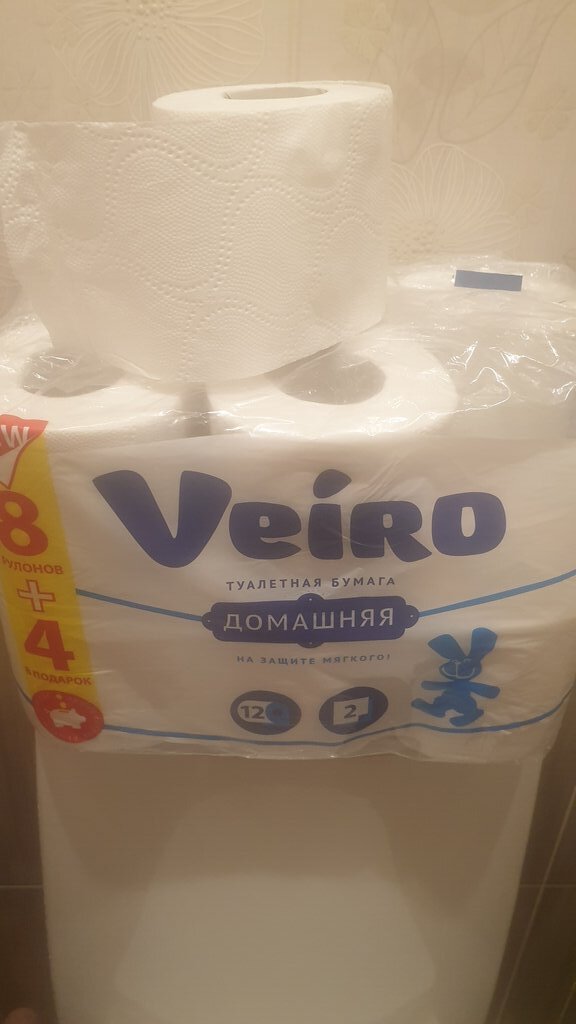 Veiro
ТУАЛЕТНАЯ БУМАГА
ДОМАШНЯЯ
НА ЗАЩИТЕ МЯГКОГО!
12
2
8
РУЛОНОВ
+
4
В ПОДАРОК